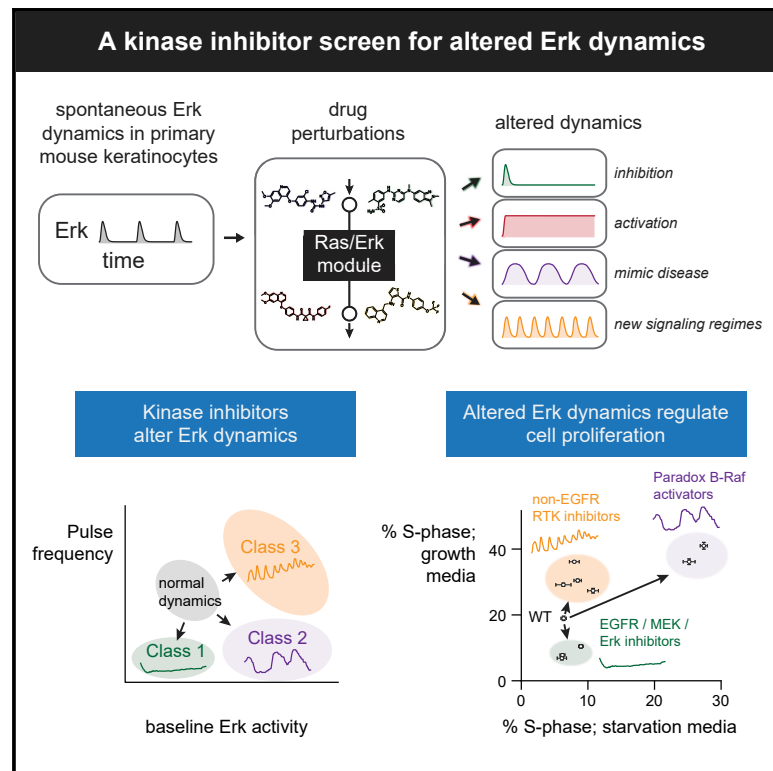 A kinase inhibitor screen for altered Erk dynamics
spontaneous Erk
dynamics in primary
mouse keratinocytes
Erk
time
drug
perturbations
Ras/Erk
module
altered dynamics
inhibition
activation
mimic disease
new signaling regimes
Kinase inhibitors
alter Erk dynamics
Pulse
frequency
Class 3
normal
dynamics
Class 1
Class 2
baseline Erk activity
Altered Erk dynamics regulate
cell proliferation
Paradox B-Raf
activators
non-EGFR
RTK inhibitors
% S-phase;
growth
media
40
20
0
WT
EGFR / MEK /
Erk inhibitors
0
10
20
30
% S-phase; starvation media